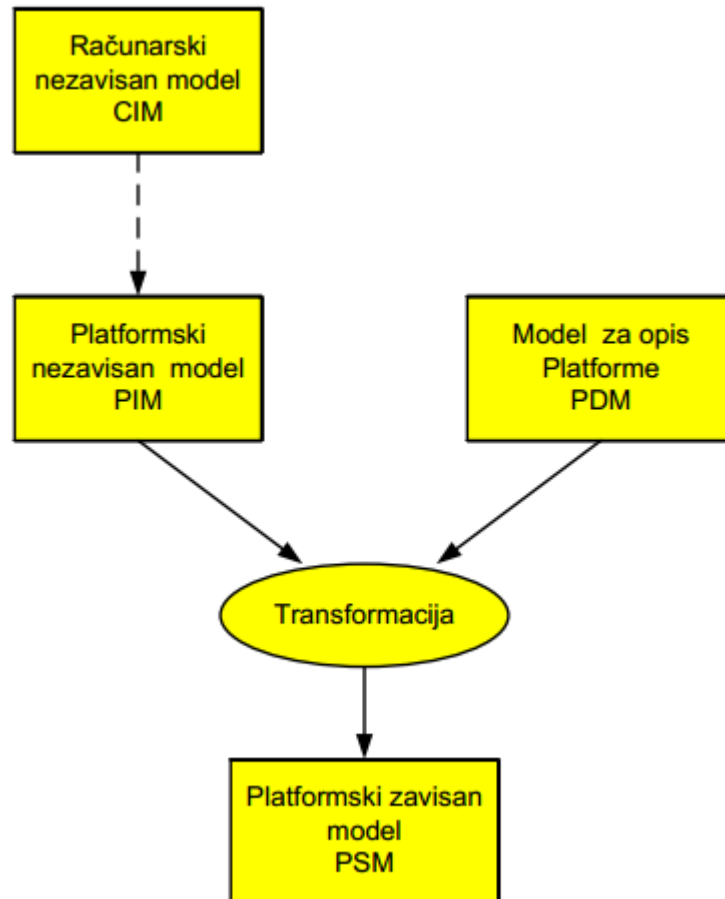 Računarski
nezavisan model
CIM
Platformski
nezavisan model
PIM
Model za opis
Platforme
PDM
Transformacija
Platformski zavisan
model
PSM